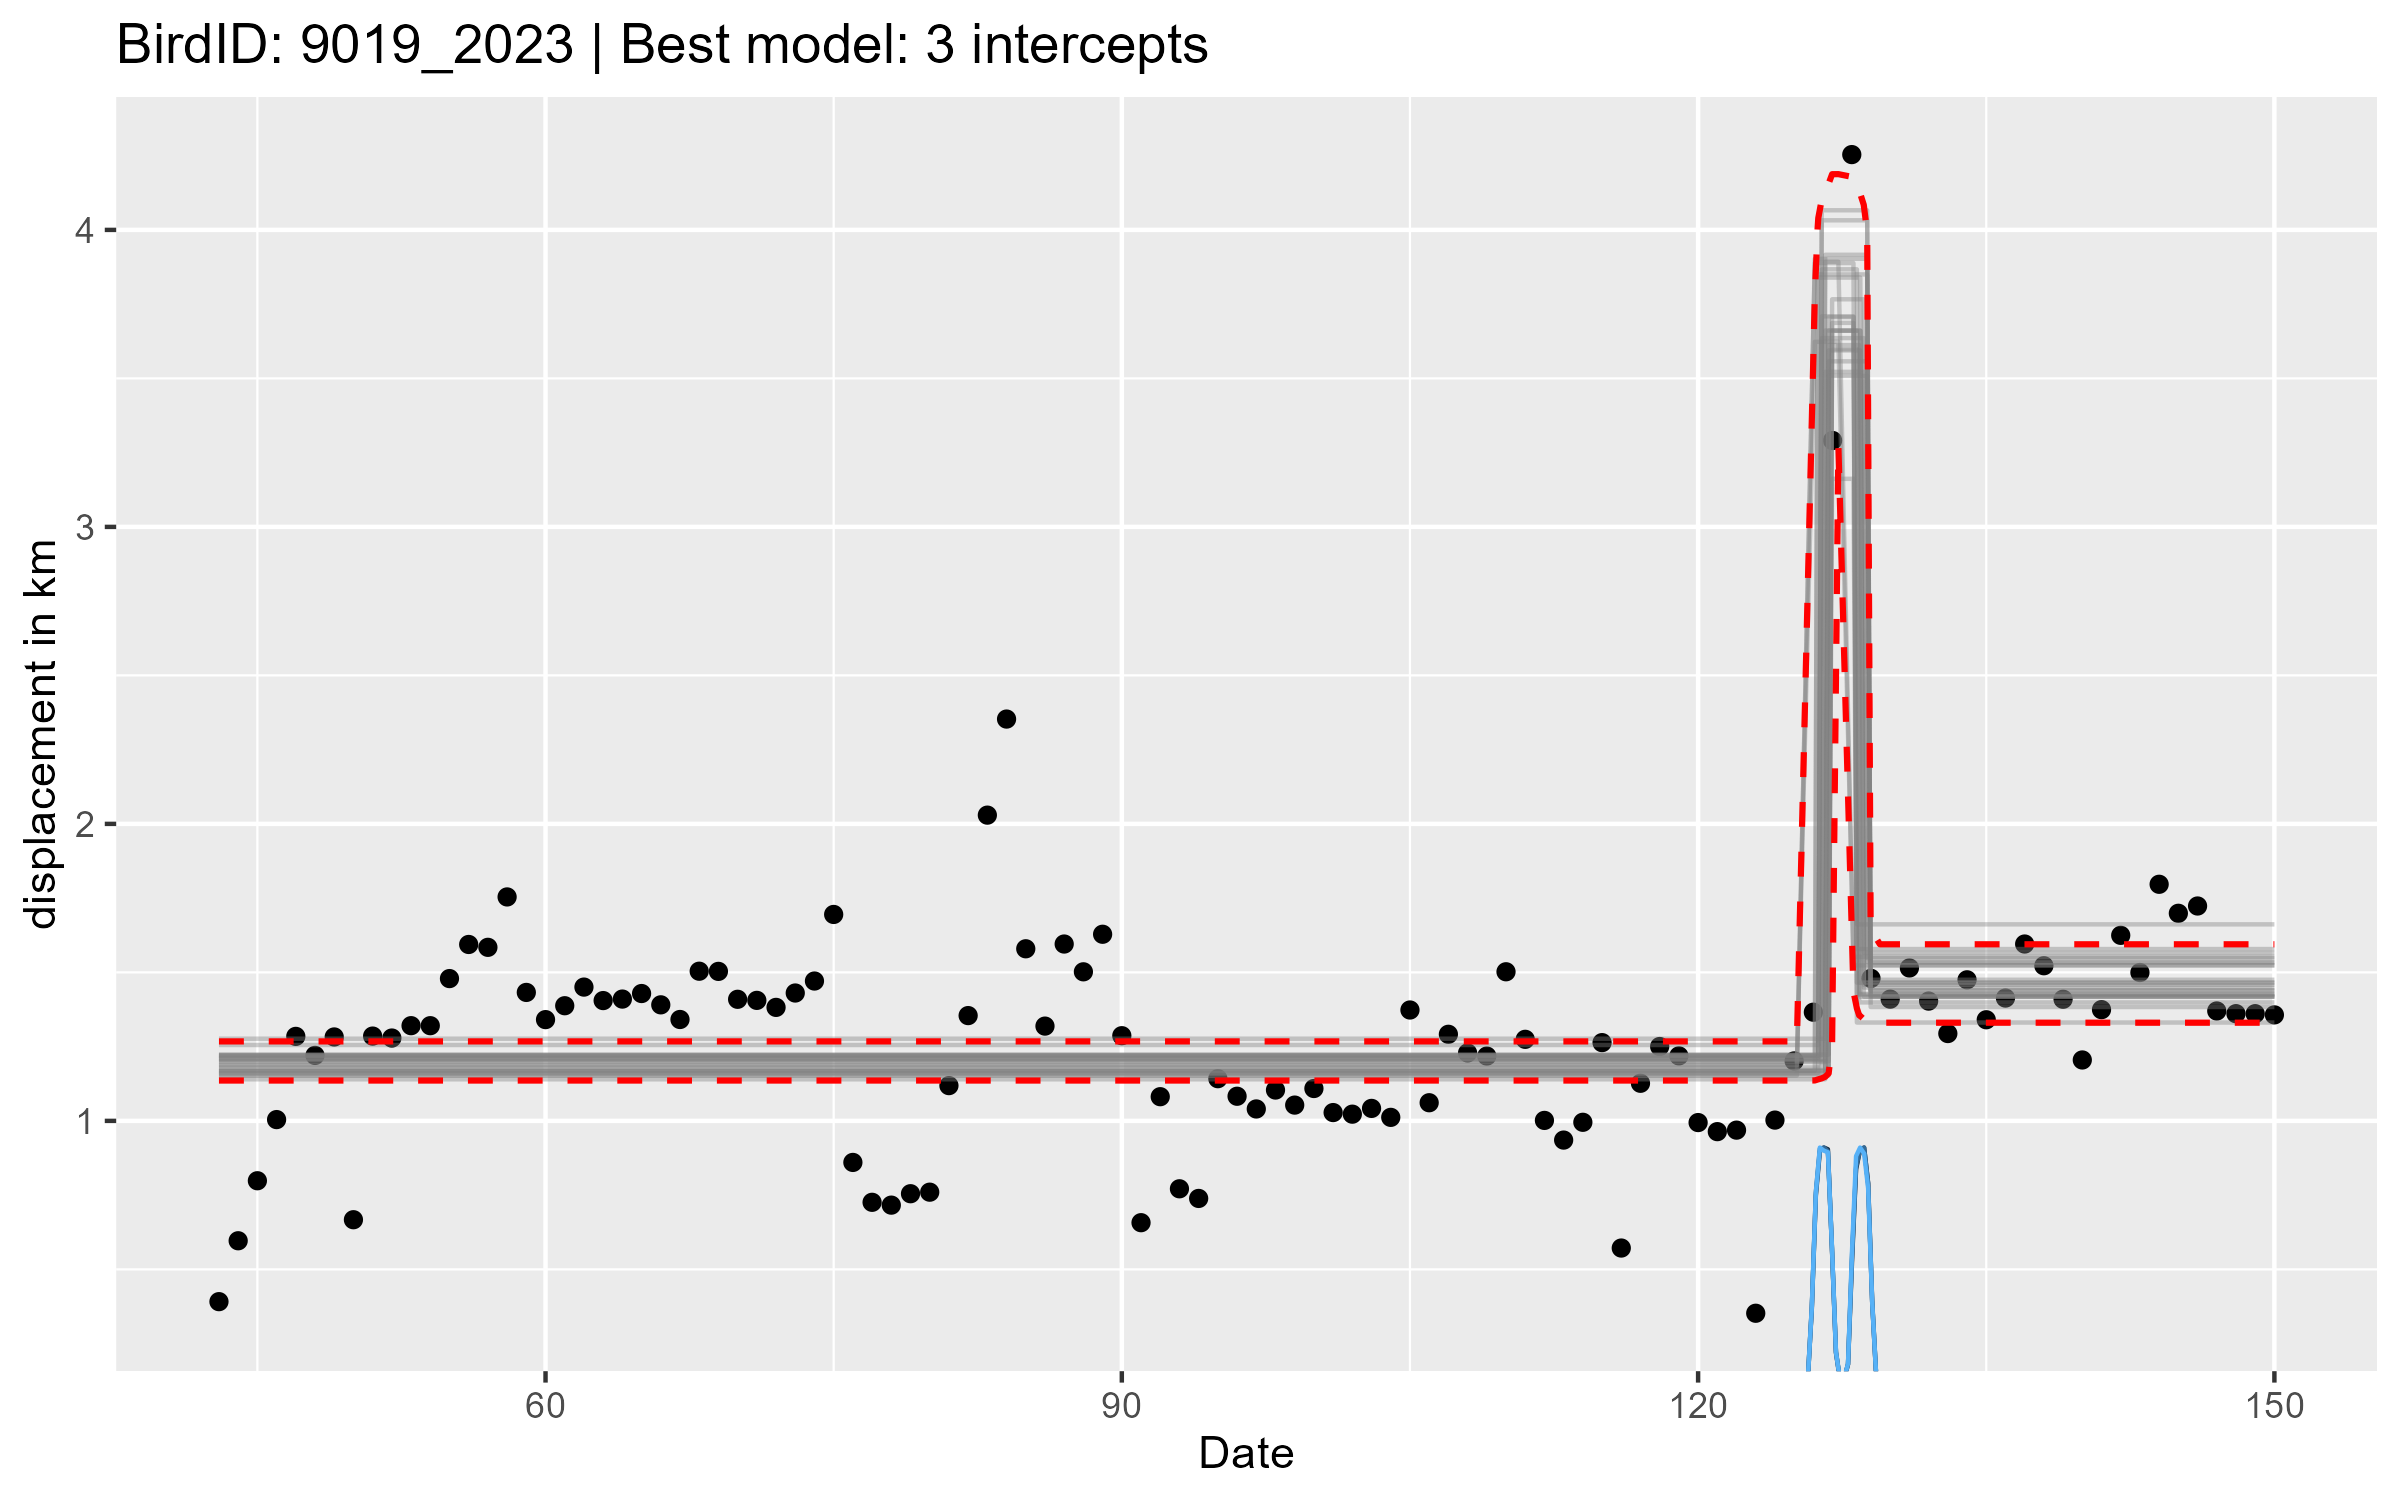 BirdID: 9019_2023 | Best model: 3 intercepts
displacement in km
4
3
2
1
60 90 120 150
Date